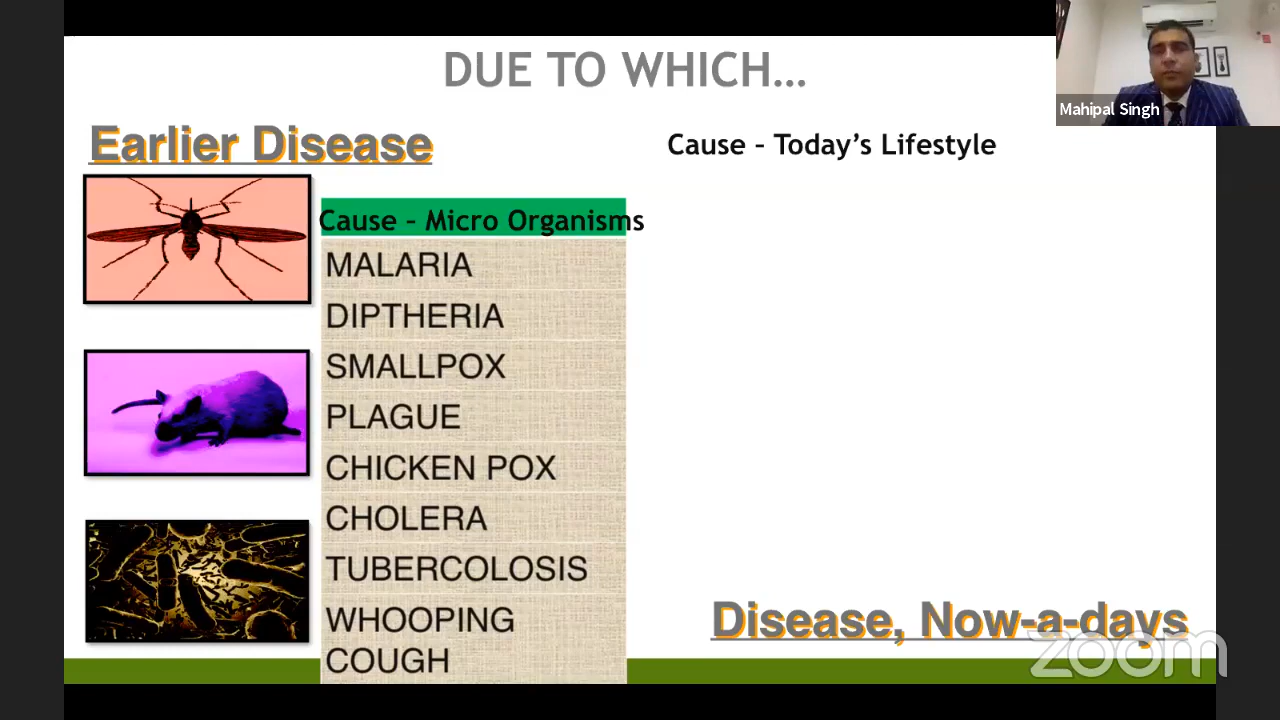 DUE TO WHICH…
Mahipal Singh
Earlier Disease
Cause – Today's Lifestyle
Cause – Micro Organisms
MALARIA
DIPTHERIA
SMALLPOX
PLAGUE
CHICKEN POX
CHOLERA
TUBERCOLOSIS
WHOOPING
COUGH
Disease, Now-a-days
zoom